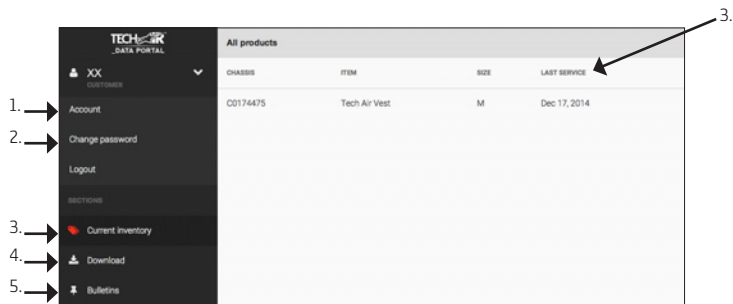 3.
TECH AIR
_DATA PORTAL
XX
CUSTOMER
1. Account
2. Change password
Logout
SECTIONS
3. Current inventory
4. Download
5. Bulletins
All products
CHASSIS ITEM SIZE LAST SERVICE
C0174475 Tech Air Vest M Dec 17, 2014